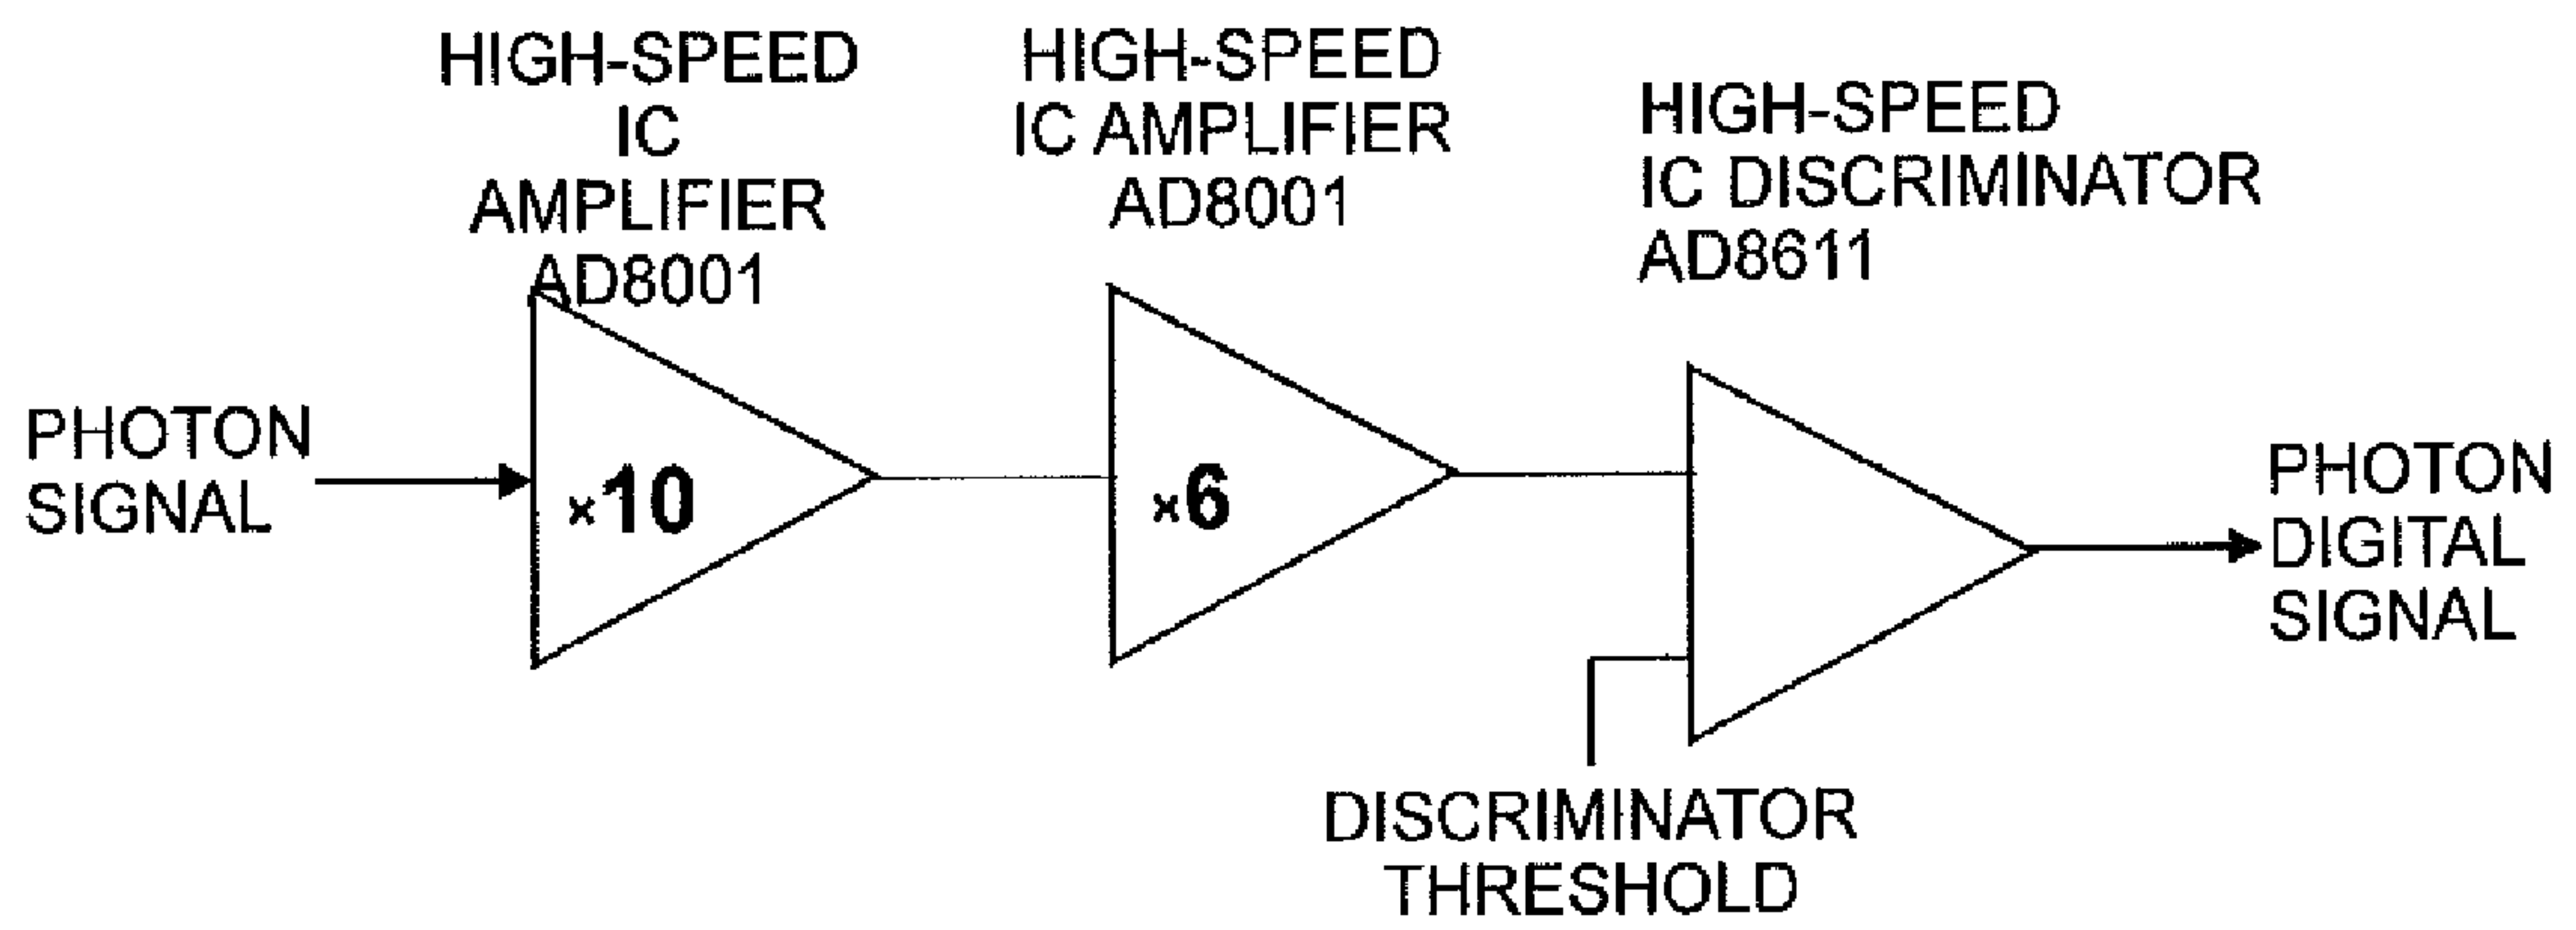 HIGH-SPEED
IC
AMPLIFIER
AD8001
HIGH-SPEED
IC AMPLIFIER
AD8001
HIGH-SPEED
IC DISCRIMINATOR
AD8611
PHOTON
SIGNAL
×10
×6
PHOTON
DIGITAL
SIGNAL
DISCRIMINATOR
THRESHOLD